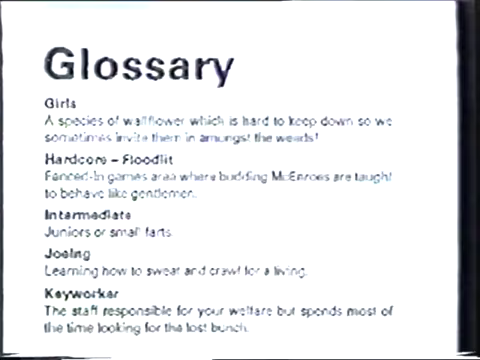 Glossary
Girls
A species of wallflower which is hard to keep down so we
sometimes invite them in amongst the weeds!
Hardcore – Floodlit
Fenced-In games area where budding McEnroes are taught
to behave like gentlemen.
Intermediate
Juniors or small farts
Joeing
Learning how to sweat and crawl for a living.
Keyworker
The staff responsible for your welfare but spends most of
the time looking for the lost bunch.